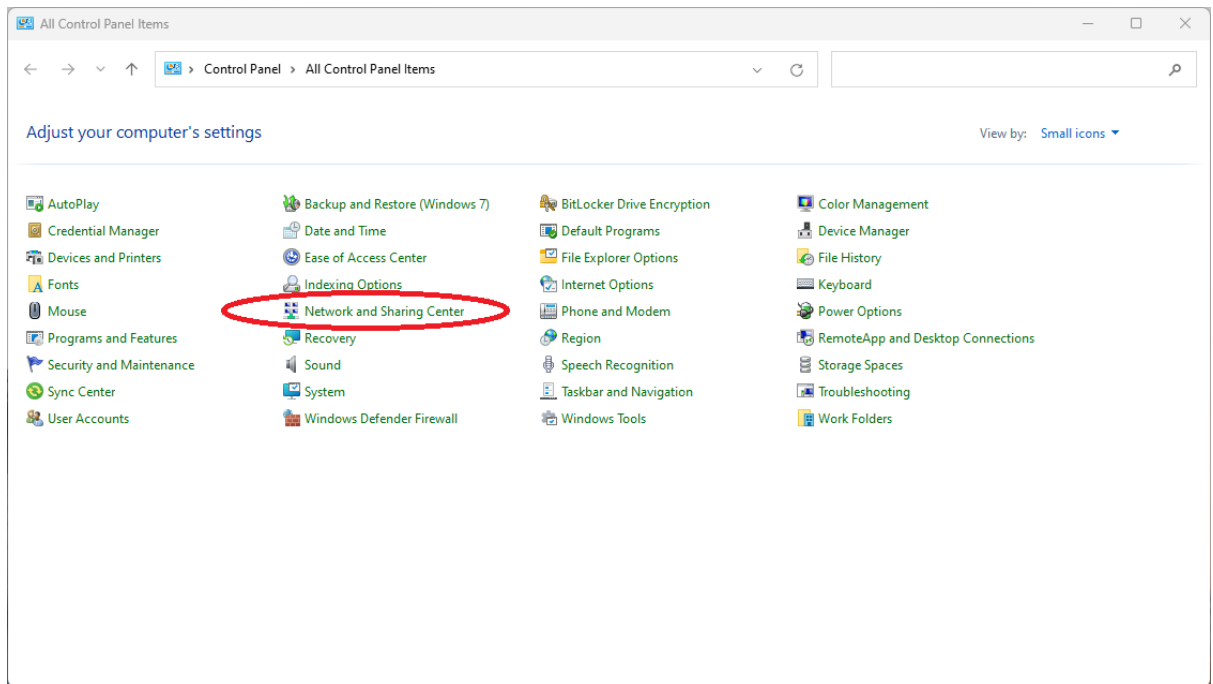 All Control Panel Items
Control Panel > All Control Panel Items
Adjust your computer's settings
View by: Small icons
AutoPlay
Backup and Restore (Windows 7)
BitLocker Drive Encryption
Color Management
Credential Manager
Date and Time
Default Programs
Device Manager
Devices and Printers
Ease of Access Center
File Explorer Options
File History
Fonts
Indexing Options
Internet Options
Keyboard
Mouse
Network and Sharing Center
Phone and Modem
Power Options
Programs and Features
Recovery
Region
RemoteApp and Desktop Connections
Security and Maintenance
Sound
Speech Recognition
Storage Spaces
Sync Center
System
Taskbar and Navigation
Troubleshooting
User Accounts
Windows Defender Firewall
Windows Tools
Work Folders